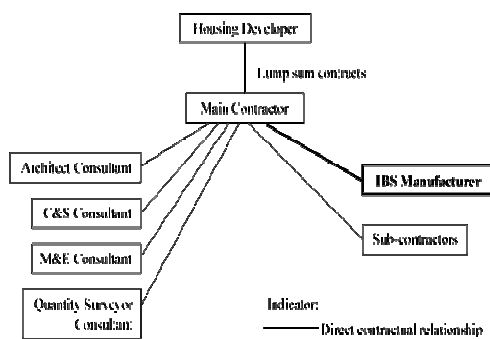 Housing Developer
Lump sum contracts
Main Contractor
Architect Consultant
IBS Manufacturer
C&S Consultant
Sub-contractors
M&E Consultant
Quantity Surveyor
Consultant
Indicator:
Direct contractual relationship